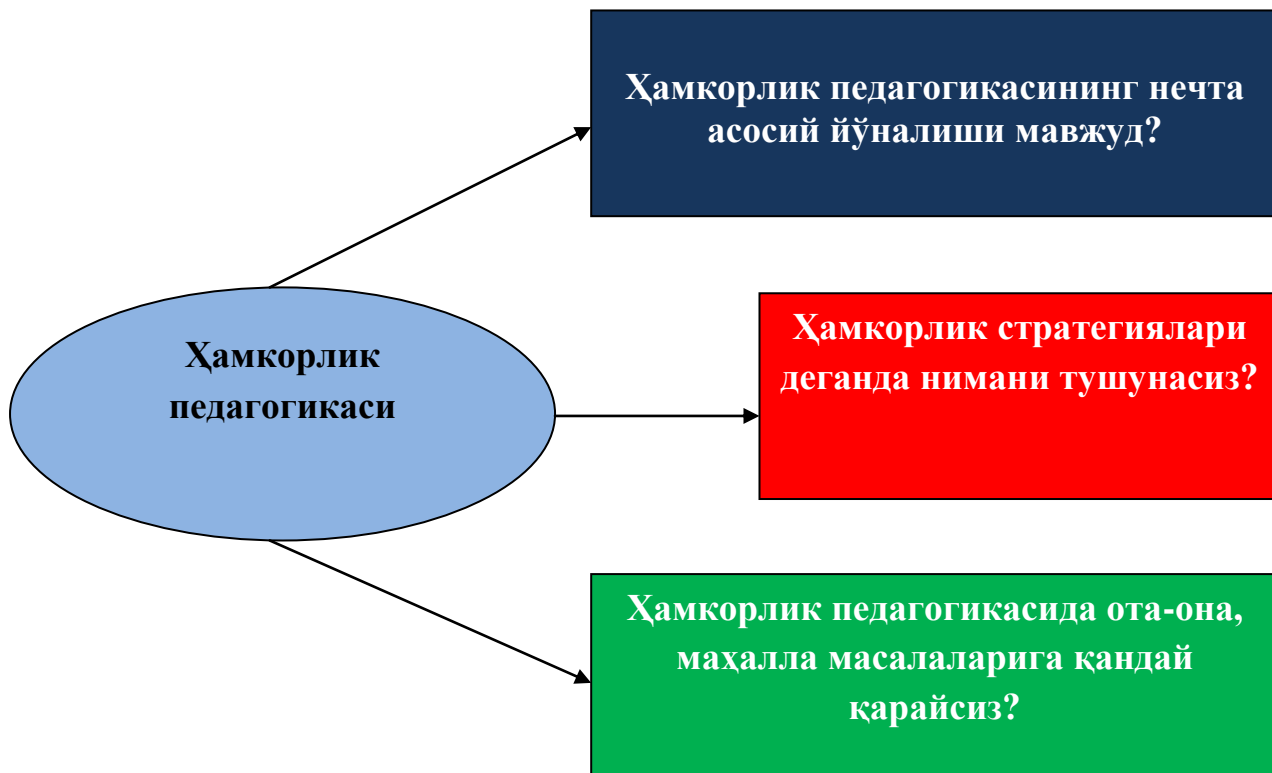 Ҳамкорлик педагогикасининг нечта
асосий йўналиши мавжуд?
Ҳамкорлик
педагогикаси
Ҳамкорлик стратегиялари
деганда нимани тушунасиз?
Ҳамкорлик педагогикасида ота-она,
маҳалла масалаларига қандай
қарайсиз?